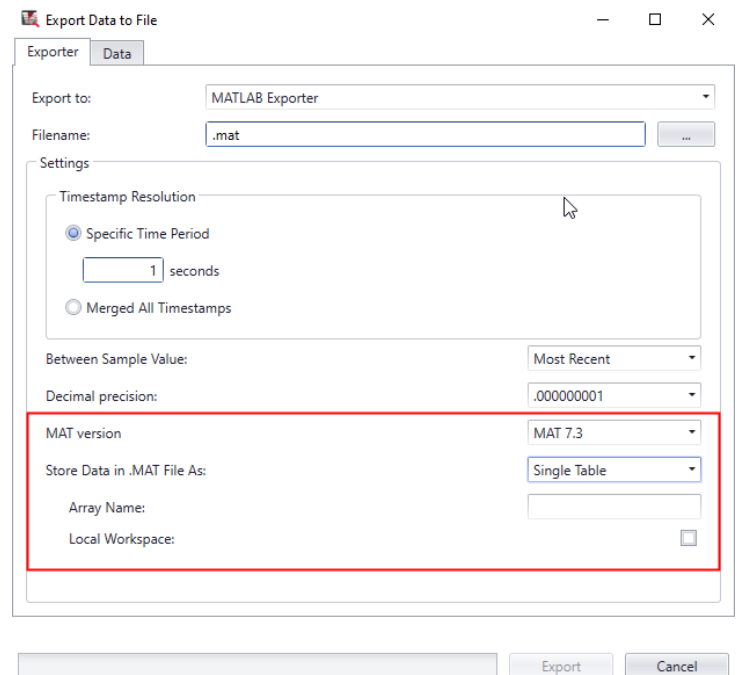 Export Data to File
Exporter Data
Export to: MATLAB Exporter
Filename: .mat ...
Settings
Timestamp Resolution
Specific Time Period
1 seconds
Merged All Timestamps
Between Sample Value: Most Recent
Decimal precision: .000000001
MAT version MAT 7.3
Store Data in .MAT File As: Single Table
Array Name:
Local Workspace:
Export Cancel